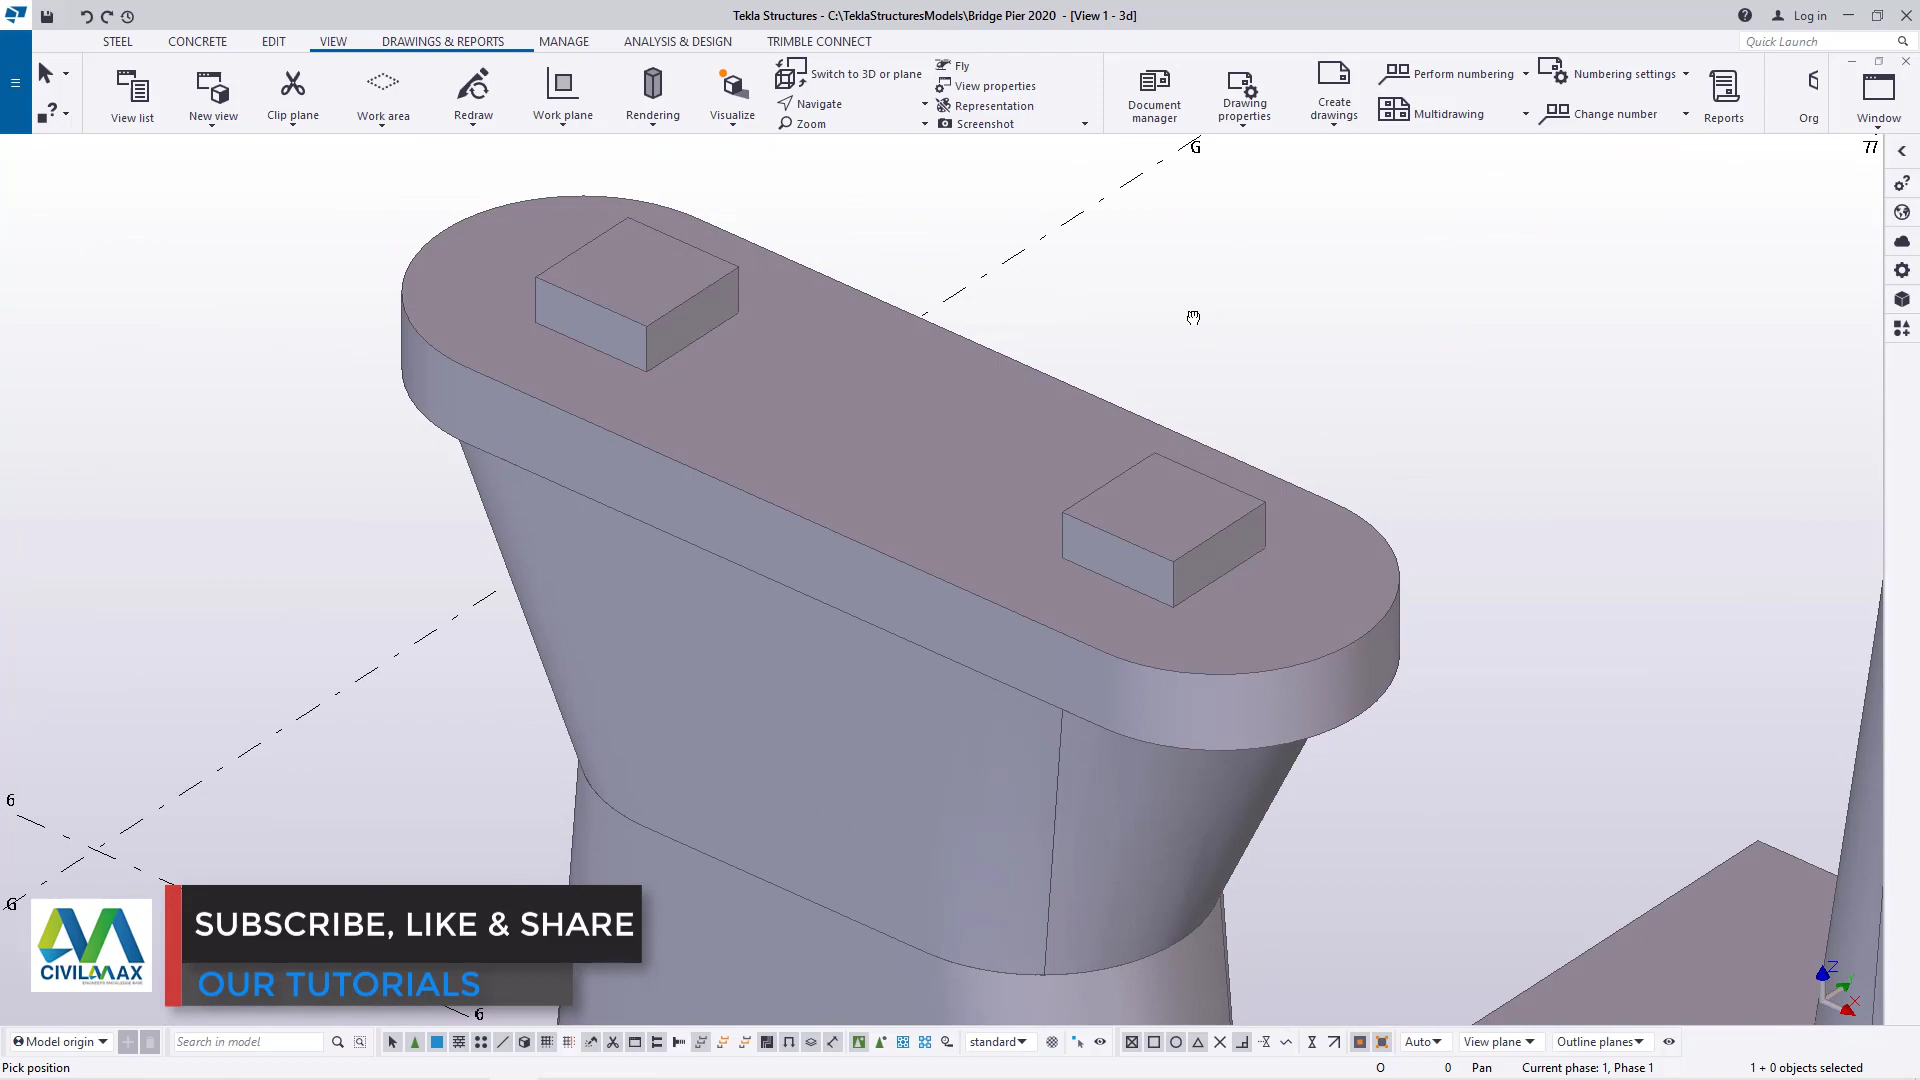 Tekla Structures - C:\TeklaStructuresModels\Bridge Pier 2020 - [View 1 - 3d]
Log in
STEEL CONCRETE EDIT VIEW DRAWINGS & REPORTS MANAGE ANALYSIS & DESIGN TRIMBLE CONNECT
Quick Launch
View list
New view
Clip plane
Work area
Redraw
Work plane
Rendering
Visualize
Switch to 3D or plane
Navigate
Zoom
Fly
View properties
Representation
Screenshot
Document manager
Drawing properties
Create drawings
Perform numbering
Multidrawing
Numbering settings
Change number
Reports
Org
Window
G
77
6
G
6
Z
Y
X
CIVILMAX
SUBSCRIBE, LIKE & SHARE
OUR TUTORIALS
Model origin
Search in model
standard
Auto
View plane
Outline planes
Pick position
O
0
Pan
Current phase: 1, Phase 1
1 + 0 objects selected